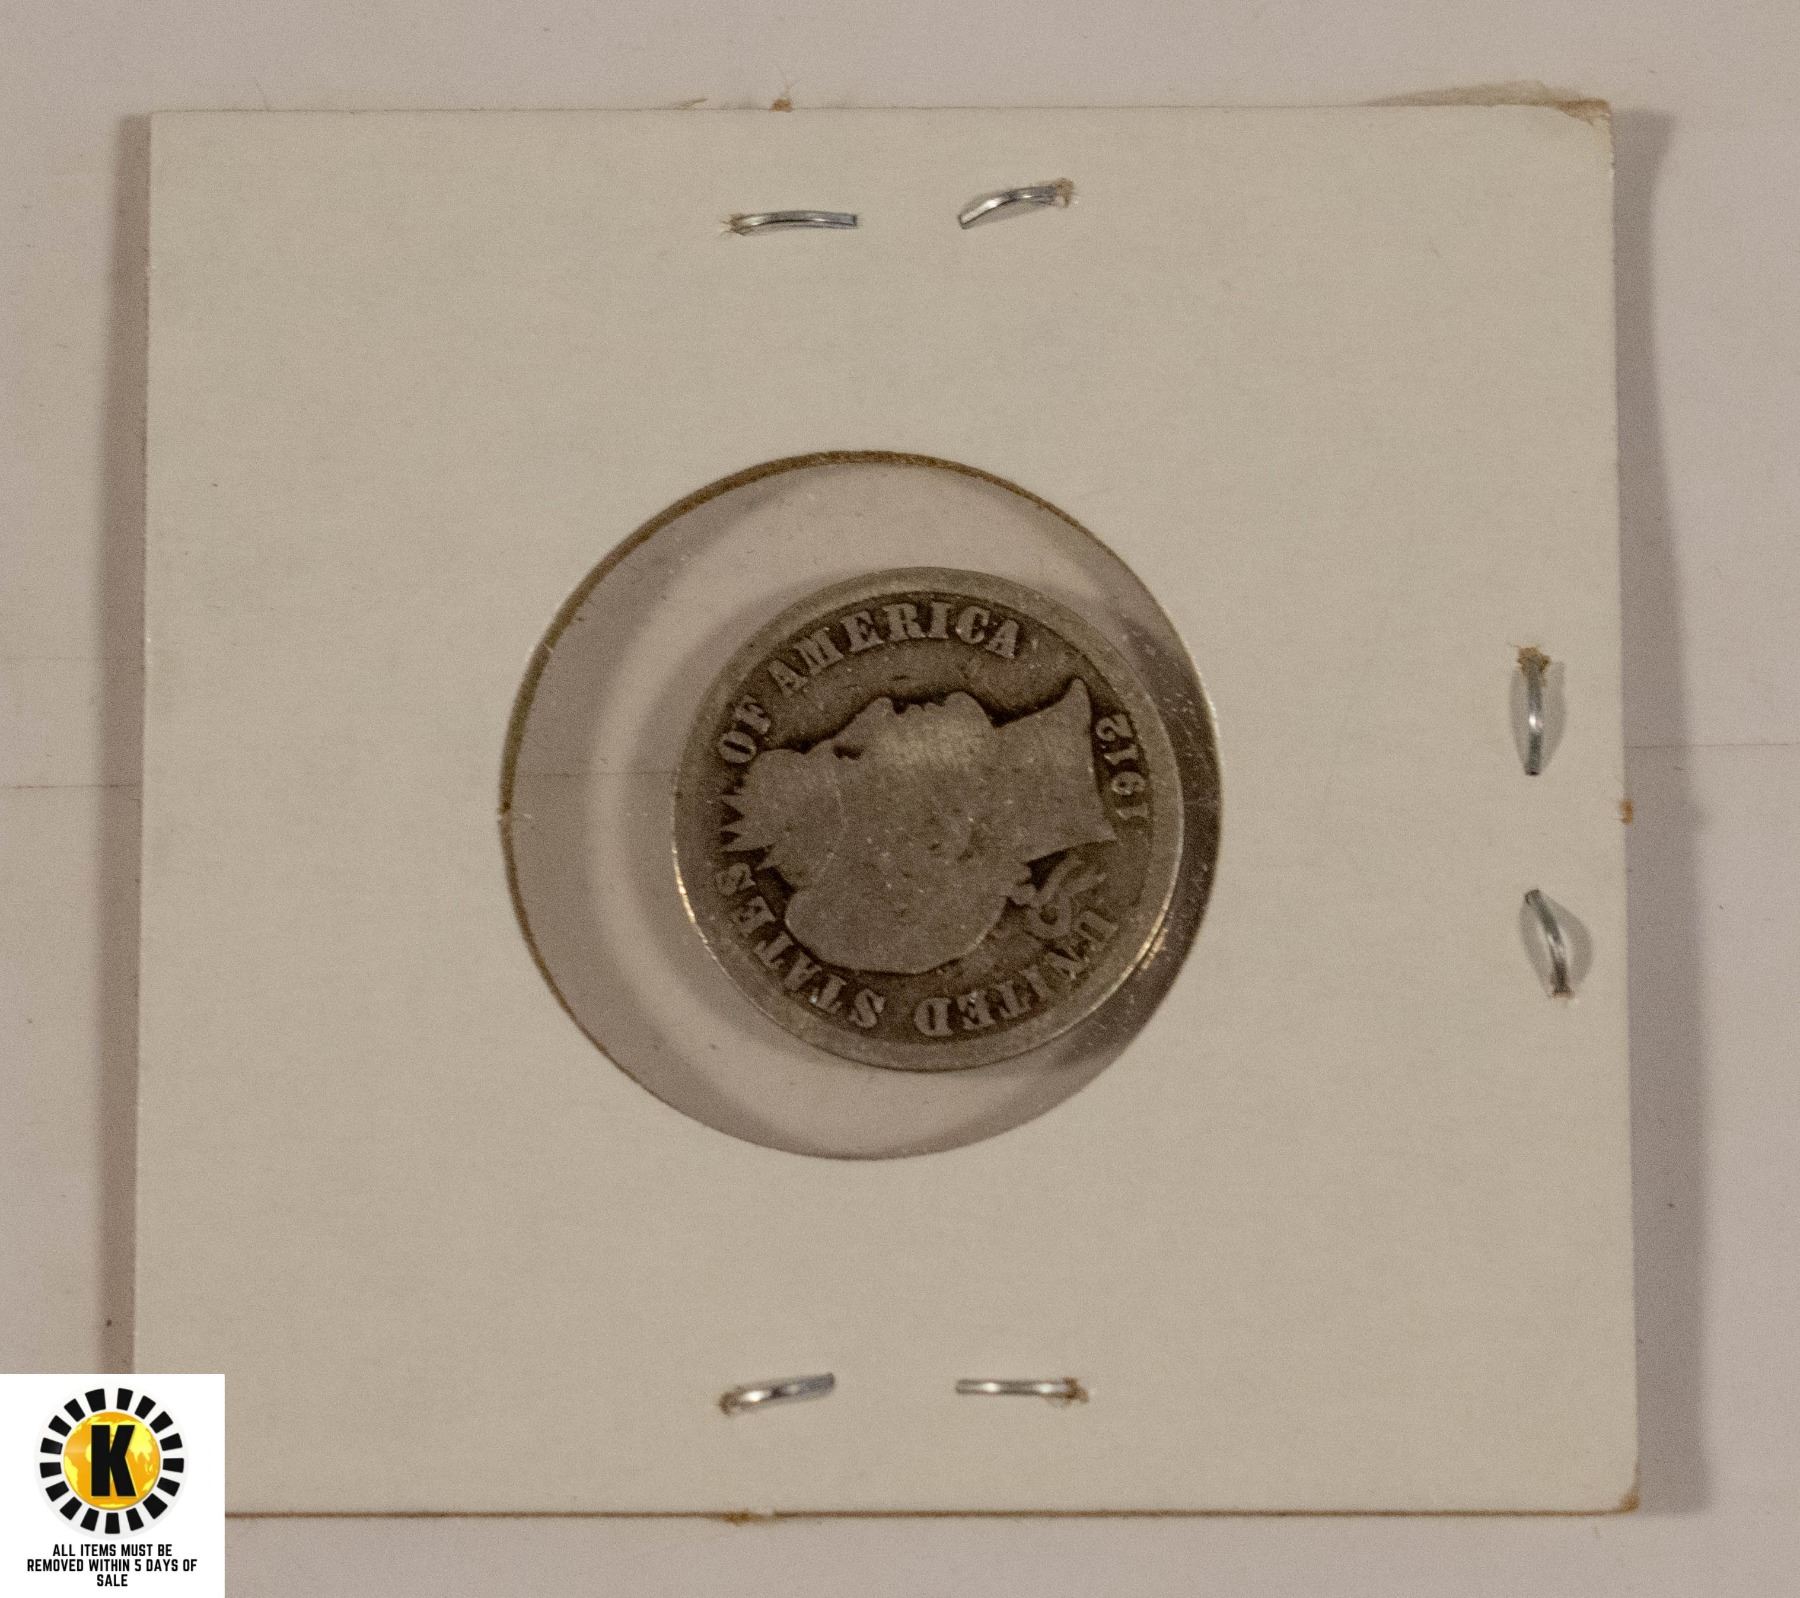 UNITED STATES OF AMERICA
1912
K
ALL ITEMS MUST BE
REMOVED WITHIN 5 DAYS OF
SALE